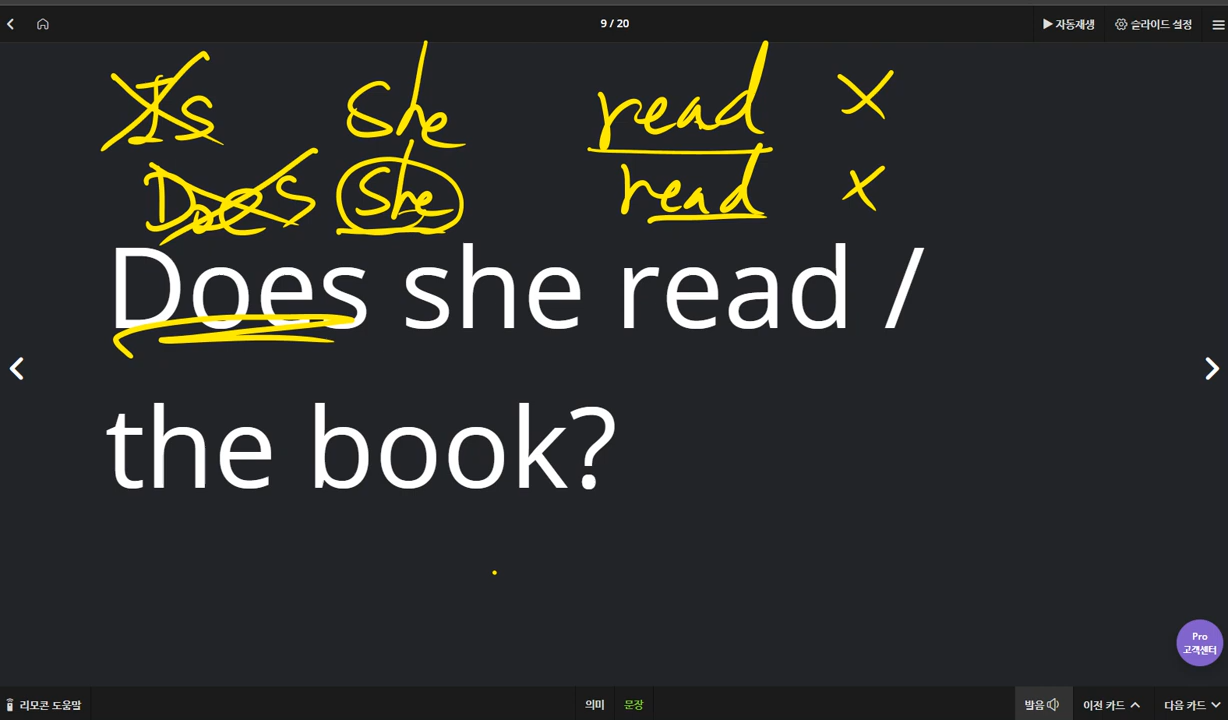 9 / 20
자동재생
슬라이드 설정
Is she read X
Does she read X
Does she read /
the book?
Pro
고객센터
리모콘 도움말
의미
문장
발음
이전 카드
다음 카드